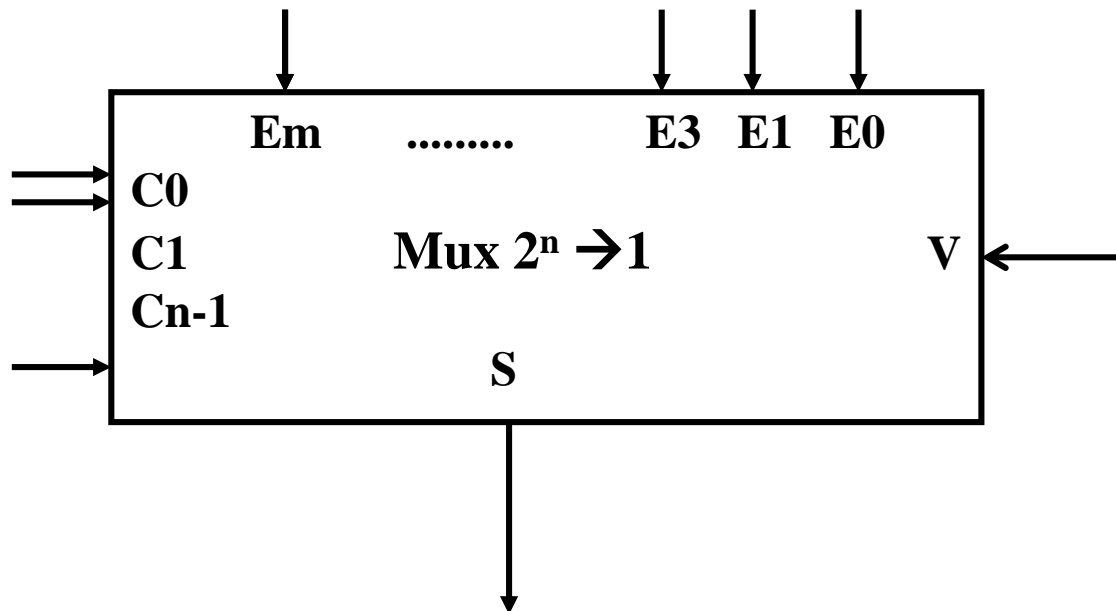 Em ......... E3 E1 E0
C0
C1 Mux 2ⁿ →1 V
Cn-1
S